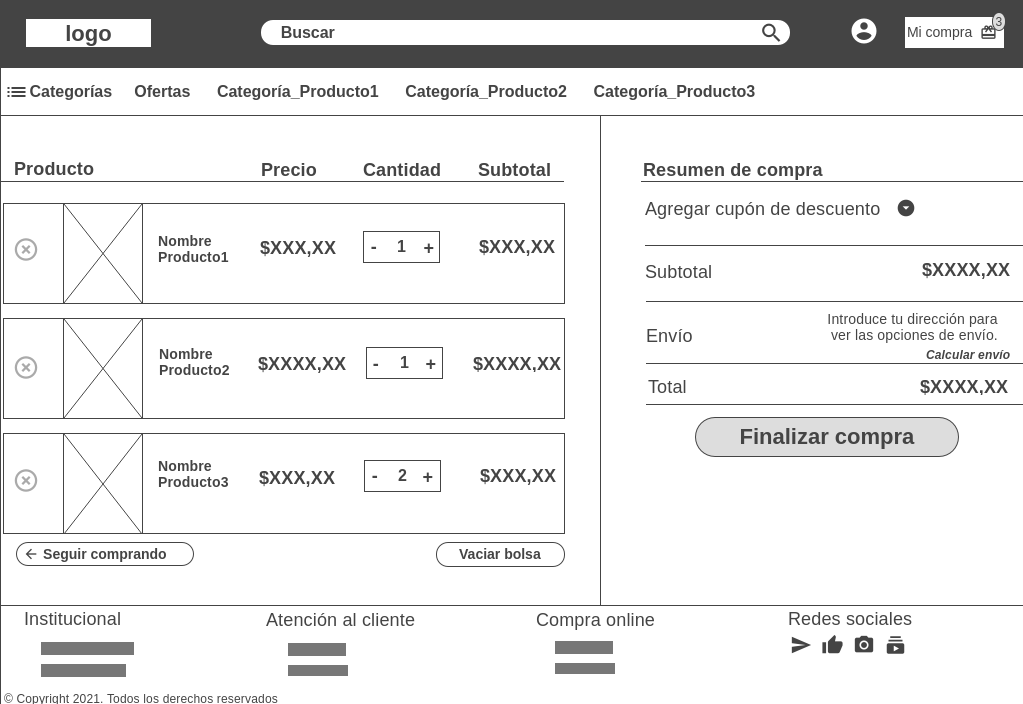 logo
Buscar
Mi compra
3
Categorías
Ofertas
Categoría_Producto1
Categoría_Producto2
Categoría_Producto3
Producto
Precio
Cantidad
Subtotal
Nombre
Producto1
$XXX,XX
- 1 +
$XXX,XX
Nombre
Producto2
$XXXX,XX
- 1 +
$XXXX,XX
Nombre
Producto3
$XXX,XX
- 2 +
$XXX,XX
Seguir comprando
Vaciar bolsa
Resumen de compra
Agregar cupón de descuento
Subtotal
$XXXX,XX
Envío
Introduce tu dirección para
ver las opciones de envío.
Calcular envío
Total
$XXXX,XX
Finalizar compra
Institucional
Atención al cliente
Compra online
Redes sociales
© Copyright 2021. Todos los derechos reservados